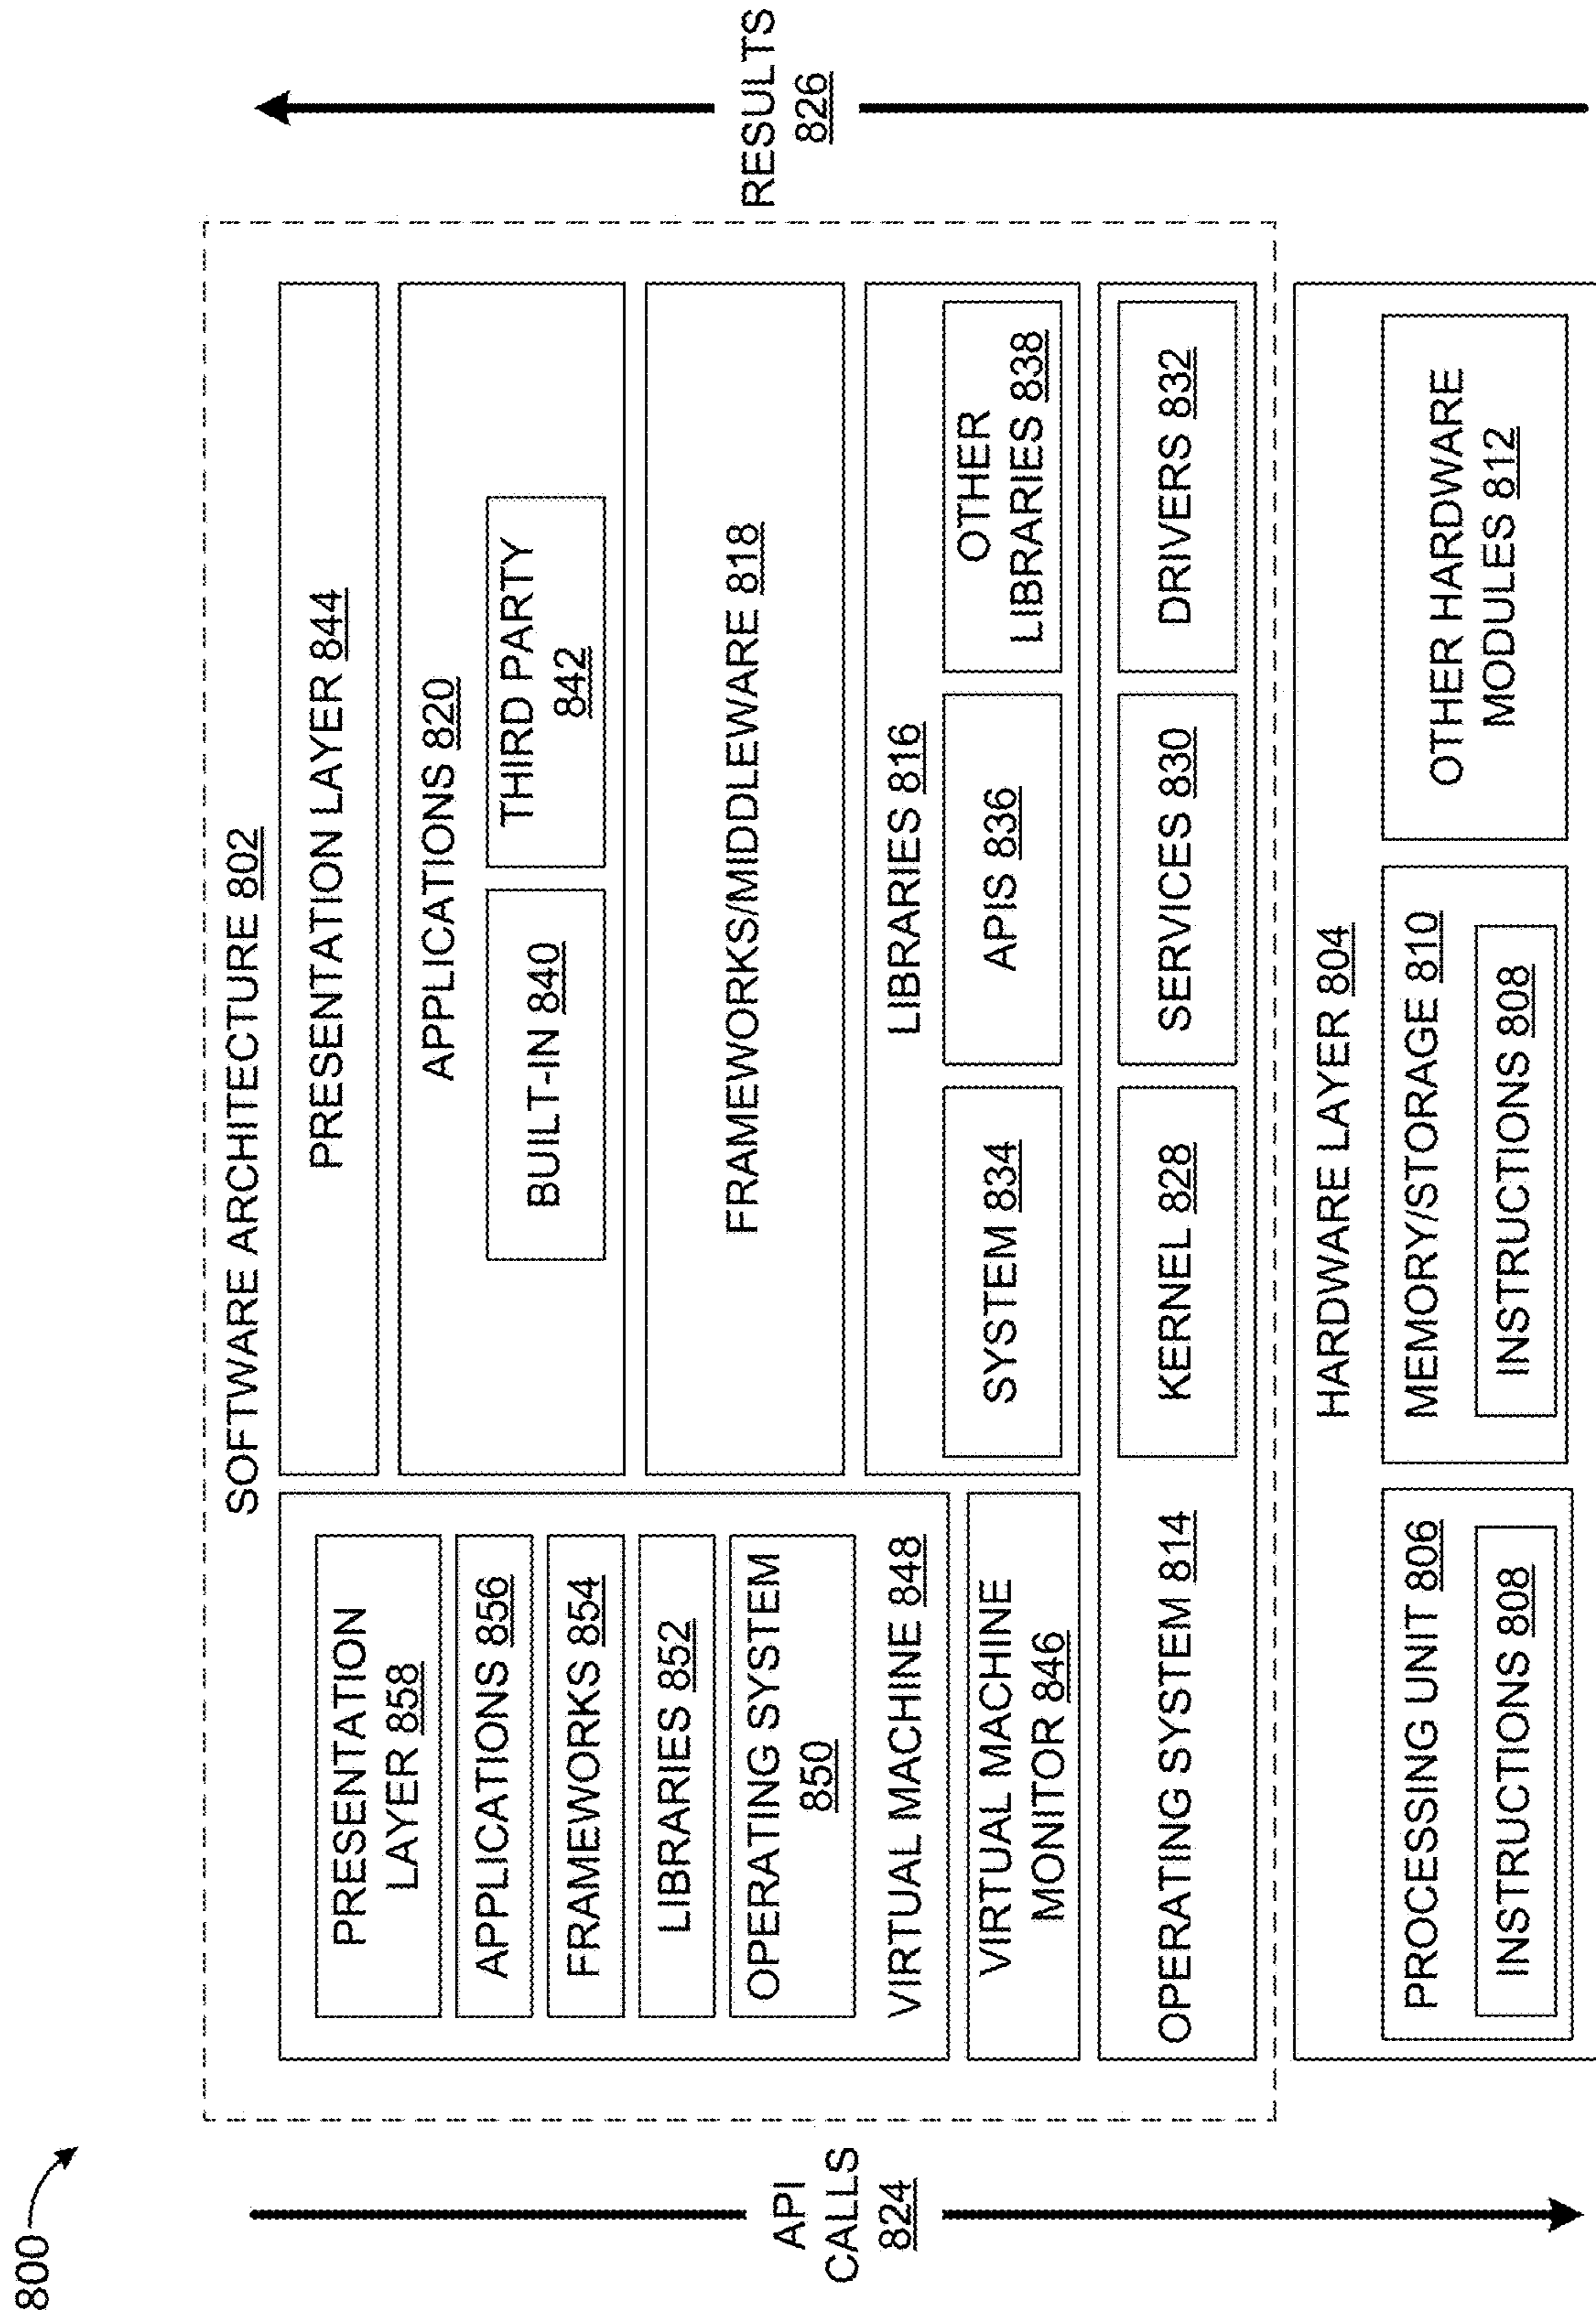 800
SOFTWARE ARCHITECTURE 802
PRESENTATION
LAYER 858
APPLICATIONS 856
FRAMEWORKS 854
LIBRARIES 852
OPERATING SYSTEM
850
VIRTUAL MACHINE 848
VIRTUAL MACHINE
MONITOR 846
PRESENTATION LAYER 844
APPLICATIONS 820
BUILT-IN 840
THIRD PARTY
842
FRAMEWORKS/MIDDLEWARE 818
LIBRARIES 816
SYSTEM 834
APIS 836
OTHER
LIBRARIES 838
OPERATING SYSTEM 814
KERNEL 828
SERVICES 830
DRIVERS 832
HARDWARE LAYER 804
PROCESSING UNIT 806
INSTRUCTIONS 808
MEMORY/STORAGE 810
INSTRUCTIONS 808
OTHER HARDWARE
MODULES 812
API
CALLS
824
RESULTS
826